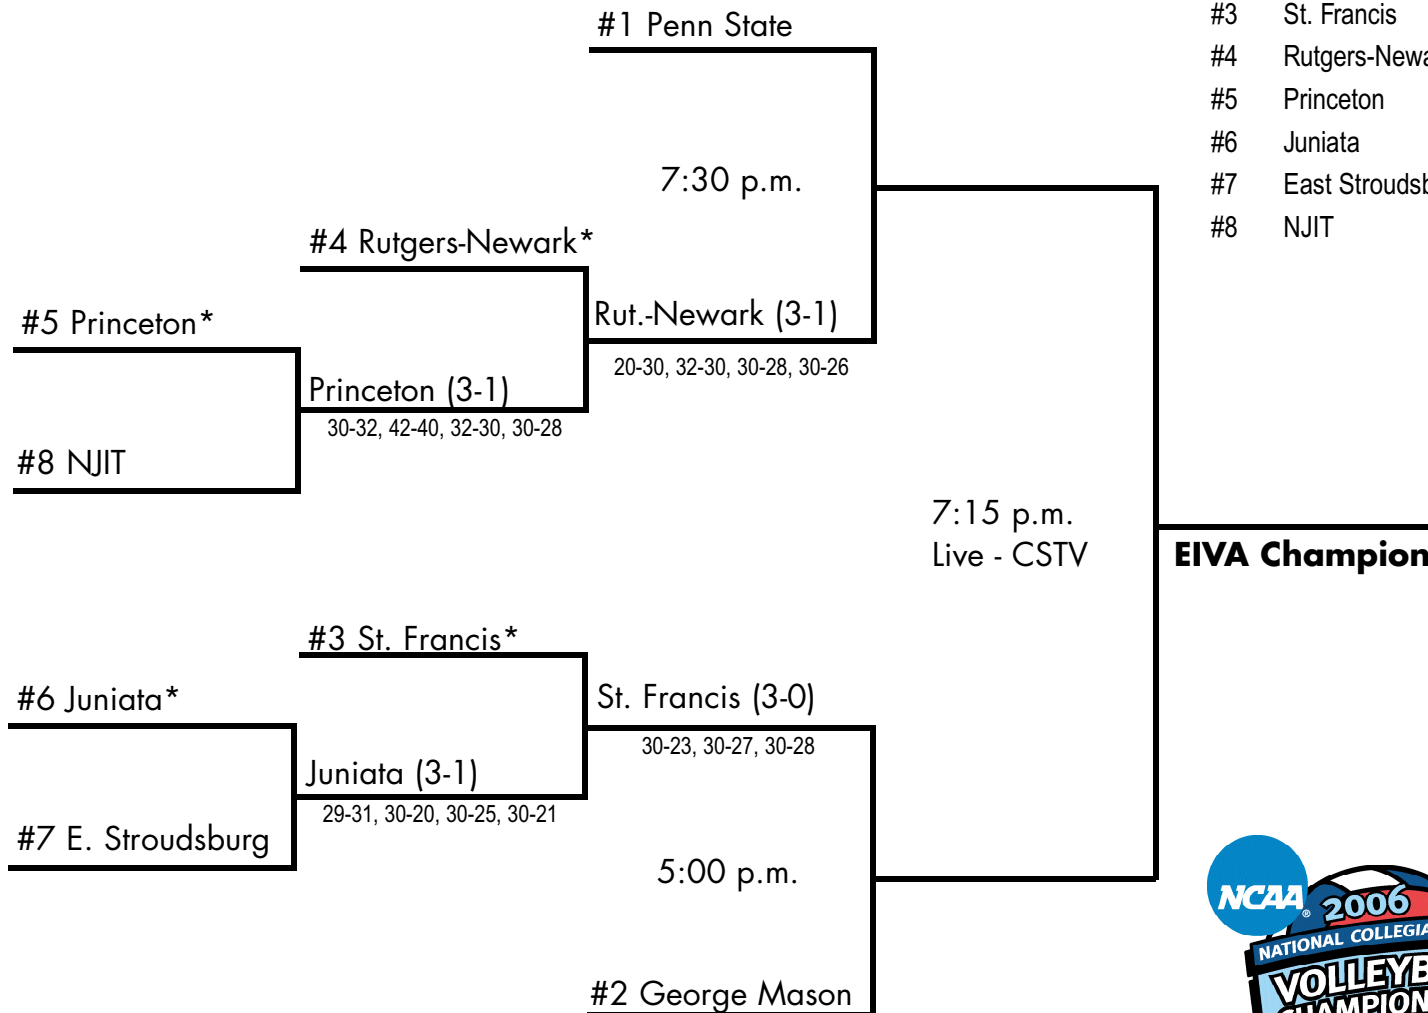 #1 Penn State
7:30 p.m.
#4 Rutgers-Newark*
Rut.-Newark (3-1)
20-30, 32-30, 30-28, 30-26
#5 Princeton*
Princeton (3-1)
30-32, 42-40, 32-30, 30-28
#8 NJIT
7:15 p.m.
Live - CSTV
EIVA Champion
#3 St. Francis*
#6 Juniata*
St. Francis (3-0)
30-23, 30-27, 30-28
Juniata (3-1)
29-31, 30-20, 30-25, 30-21
#7 E. Stroudsburg
5:00 p.m.
#2 George Mason
#3 St. Francis
#4 Rutgers-Newa
#5 Princeton
#6 Juniata
#7 East Stroudsb
#8 NJIT
NCAA ®
2006
NATIONAL COLLEGIA
VOLLEYB
CHAMPION